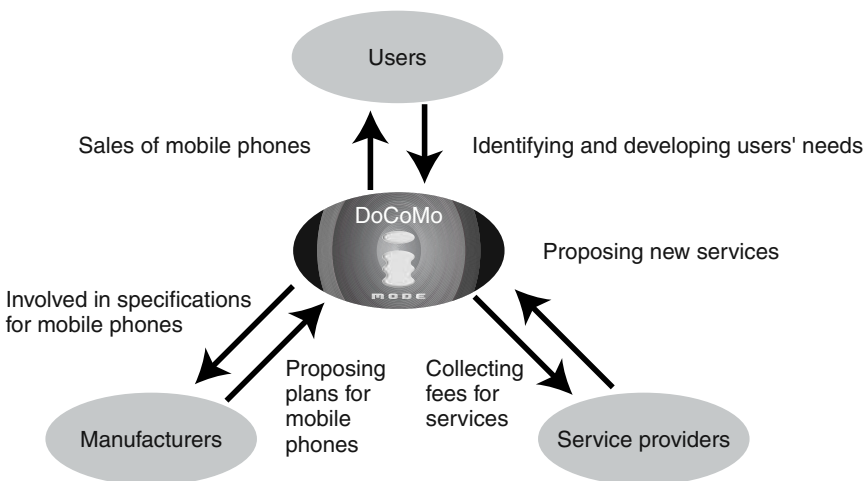 Users
Sales of mobile phones
Identifying and developing users' needs
DoCoMo
i
MODE
Proposing new services
Involved in specifications
for mobile phones
Proposing
plans for
mobile
phones
Collecting
fees for
services
Manufacturers
Service providers